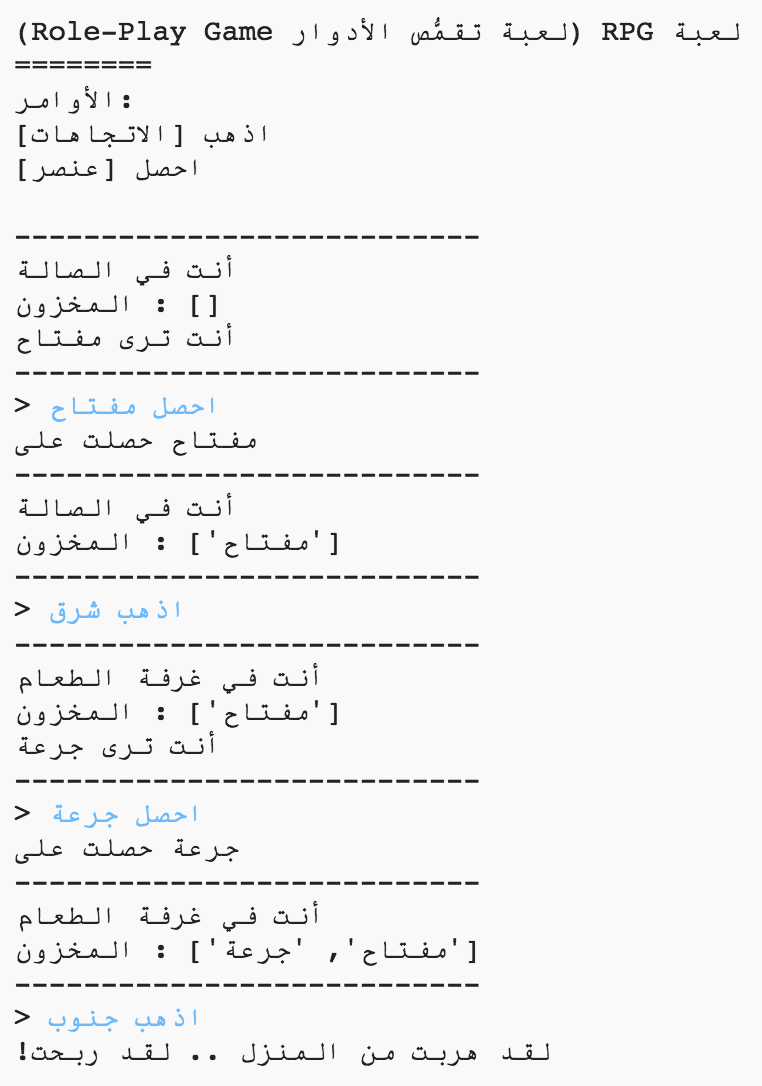 لعبة RPG (لعبة تقمُّص الأدوار Role-Play Game)
========
الأوامر:
اذهب [الاتجاهات]
احصل [عنصر]
---------------------------
أنت في الصالة
المخزون : []
أنت ترى مفتاح
---------------------------
> احصل مفتاح
مفتاح حصلت على
---------------------------
أنت في الصالة
المخزون : ['مفتاح']
---------------------------
> اذهب شرق
---------------------------
أنت في غرفة الطعام
المخزون : ['مفتاح']
أنت ترى جرعة
---------------------------
> احصل جرعة
جرعة حصلت على
---------------------------
أنت في غرفة الطعام
المخزون : ['مفتاح', 'جرعة']
---------------------------
> اذهب جنوب
لقد هربت من المنزل .. لقد ربحت!